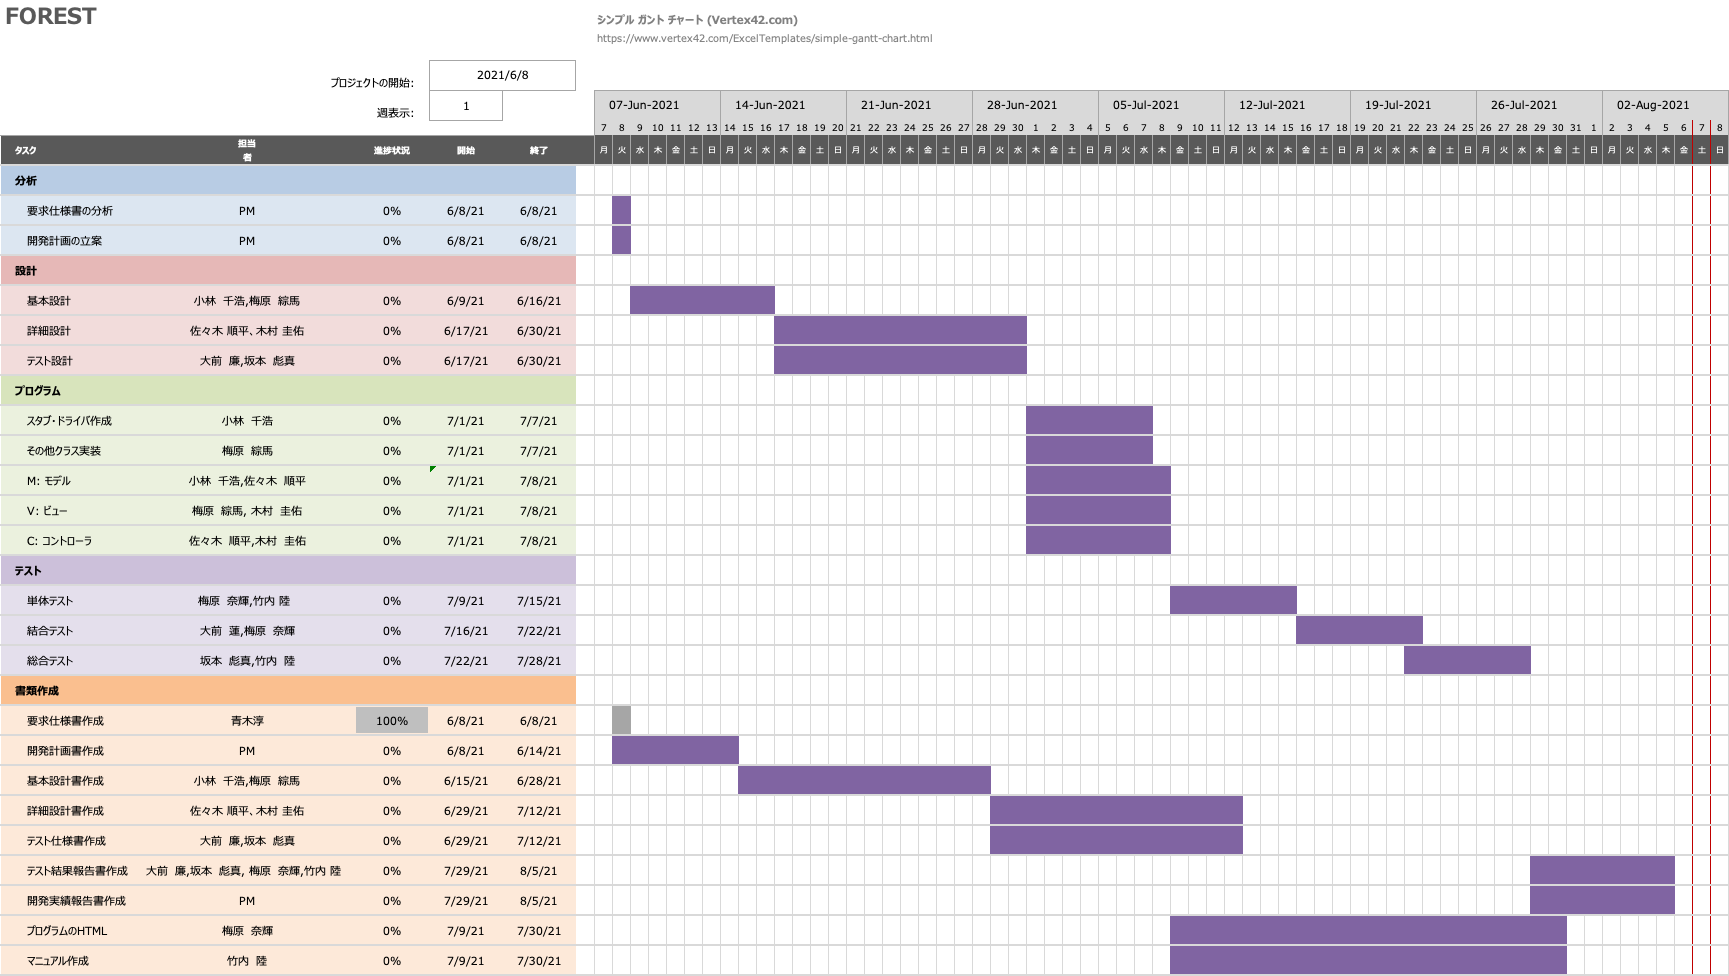 FOREST
シンプル ガント チャート (Vertex42.com)
https://www.vertex42.com/ExcelTemplates/simple-gantt-chart.html
プロジェクトの開始: 2021/6/8
週表示: 1
07-Jun-2021 14-Jun-2021 21-Jun-2021 28-Jun-2021 05-Jul-2021 12-Jul-2021 19-Jul-2021 26-Jul-2021 02-Aug-2021
7 8 9 10 11 12 13 14 15 16 17 18 19 20 21 22 23 24 25 26 27 28 29 30 1 2 3 4 5 6 7 8 9 10 11 12 13 14 15 16 17 18 19 20 21 22 23 24 25 26 27 28 29 30 31 1 2 3 4 5 6 7 8
タスク 担当者 進捗状況 開始 終了 月 火 水 木 金 土 日 月 火 水 木 金 土 日 月 火 水 木 金 土 日 月 火 水 木 金 土 日 月 火 水 木 金 土 日 月 火 水 木 金 土 日 月 火 水 木 金 土 日 月 火 水 木 金 土 日 月 火 水 木 金 土 日
分析
要求仕様書の分析 PM 0% 6/8/21 6/8/21
開発計画の立案 PM 0% 6/8/21 6/8/21
設計
基本設計 小林 千浩,梅原 綜馬 0% 6/9/21 6/16/21
詳細設計 佐々木 順平、木村 圭佑 0% 6/17/21 6/30/21
テスト設計 大前 廉,坂本 彪真 0% 6/17/21 6/30/21
プログラム
スタブ・ドライバ作成 小林 千浩 0% 7/1/21 7/7/21
その他クラス実装 梅原 綜馬 0% 7/1/21 7/7/21
M: モデル 小林 千浩,佐々木 順平 0% 7/1/21 7/8/21
V: ビュー 梅原 綜馬, 木村 圭佑 0% 7/1/21 7/8/21
C: コントローラ 佐々木 順平,木村 圭佑 0% 7/1/21 7/8/21
テスト
単体テスト 梅原 奈輝,竹内 陸 0% 7/9/21 7/15/21
結合テスト 大前 蓮,梅原 奈輝 0% 7/16/21 7/22/21
総合テスト 坂本 彪真,竹内 陸 0% 7/22/21 7/28/21
書類作成
要求仕様書作成 青木淳 100% 6/8/21 6/8/21
開発計画書作成 PM 0% 6/8/21 6/14/21
基本設計書作成 小林 千浩,梅原 綜馬 0% 6/15/21 6/28/21
詳細設計書作成 佐々木 順平、木村 圭佑 0% 6/29/21 7/12/21
テスト仕様書作成 大前 廉,坂本 彪真 0% 6/29/21 7/12/21
テスト結果報告書作成 大前 廉,坂本 彪真, 梅原 奈輝,竹内 陸 0% 7/29/21 8/5/21
開発実績報告書作成 PM 0% 7/29/21 8/5/21
プログラムのHTML 梅原 奈輝 0% 7/9/21 7/30/21
マニュアル作成 竹内 陸 0% 7/9/21 7/30/21